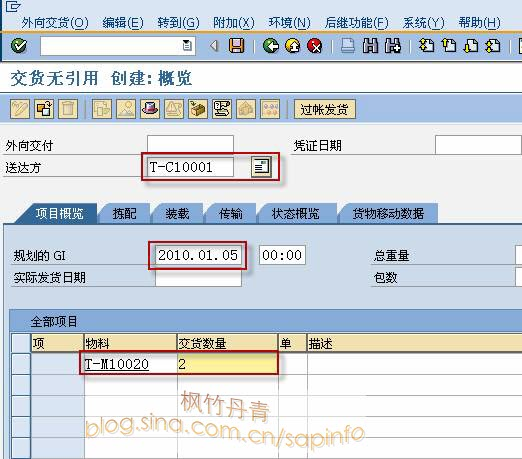 外向交货(O) 编辑(E) 转到(G) 附加(X) 环境(N) 后继功能(F) 系统(Y) 帮助(H)
交货无引用 创建:概览
过帐发货
外向交付 凭证日期
送达方 T-C10001
项目概览 拣配 装载 传输 状态概览 货物移动数据
规划的 GI 2010.01.05 00:00 总重量
实际发货日期 包数
全部项目
项 物料 交货数量 单 描述
T-M10020 2
枫竹丹青
blog.sina.com.cn/sapinfo